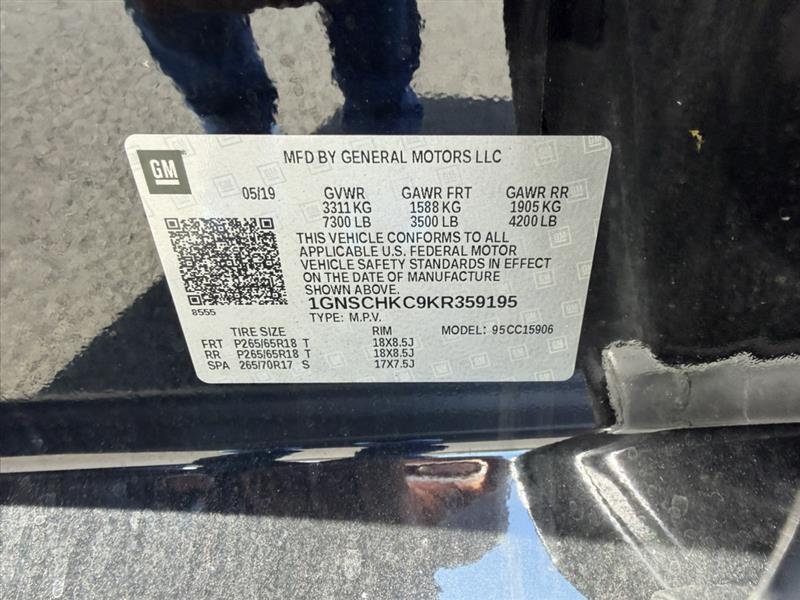 GM
MFD BY GENERAL MOTORS LLC
05/19 GVWR GAWR FRT GAWR RR
3311 KG 1588 KG 1905 KG
7300 LB 3500 LB 4200 LB
THIS VEHICLE CONFORMS TO ALL
APPLICABLE U.S. FEDERAL MOTOR
VEHICLE SAFETY STANDARDS IN EFFECT
ON THE DATE OF MANUFACTURE
SHOWN ABOVE.
8555 1GNSCHKC9KR359195
TYPE: M.P.V.
TIRE SIZE RIM MODEL: 95CC15906
FRT P265/65R18 T 18X8.5J
RR P265/65R18 T 18X8.5J
SPA 265/70R17 S 17X7.5J